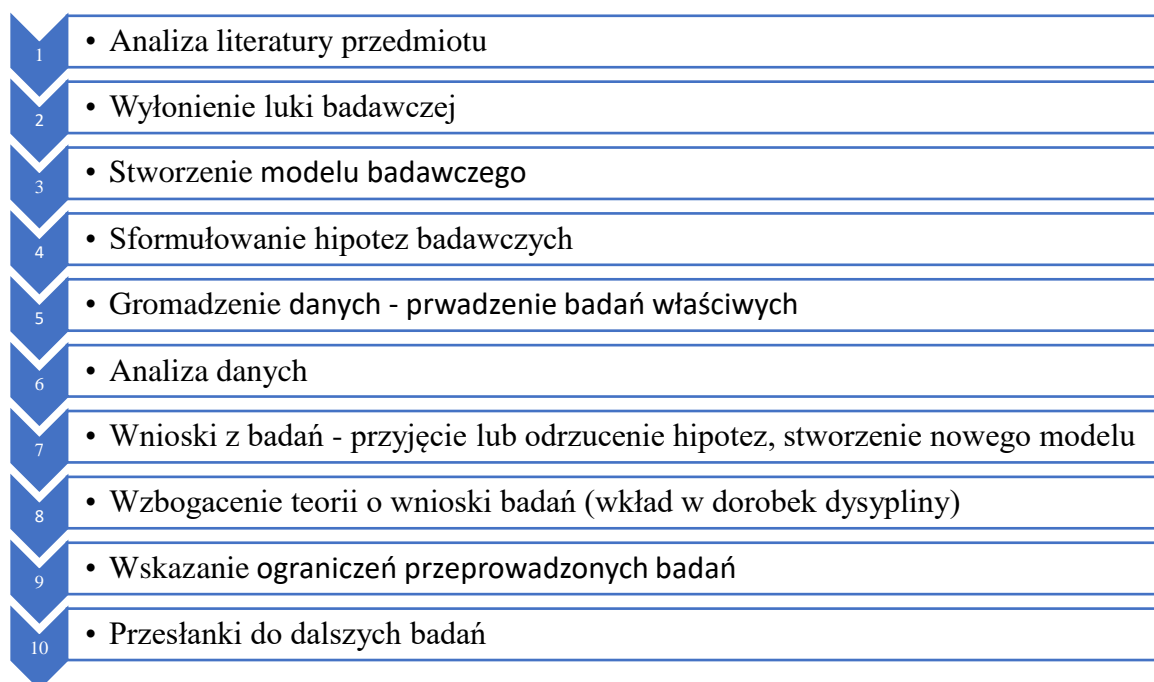 1 • Analiza literatury przedmiotu
2 • Wyłonienie luki badawczej
3 • Stworzenie modelu badawczego
4 • Sformułowanie hipotez badawczych
5 • Gromadzenie danych - prwadzenie badań właściwych
6 • Analiza danych
7 • Wnioski z badań - przyjęcie lub odrzucenie hipotez, stworzenie nowego modelu
8 • Wzbogacenie teorii o wnioski badań (wkład w dorobek dysypliny)
9 • Wskazanie ograniczeń przeprowadzonych badań
10 • Przesłanki do dalszych badań